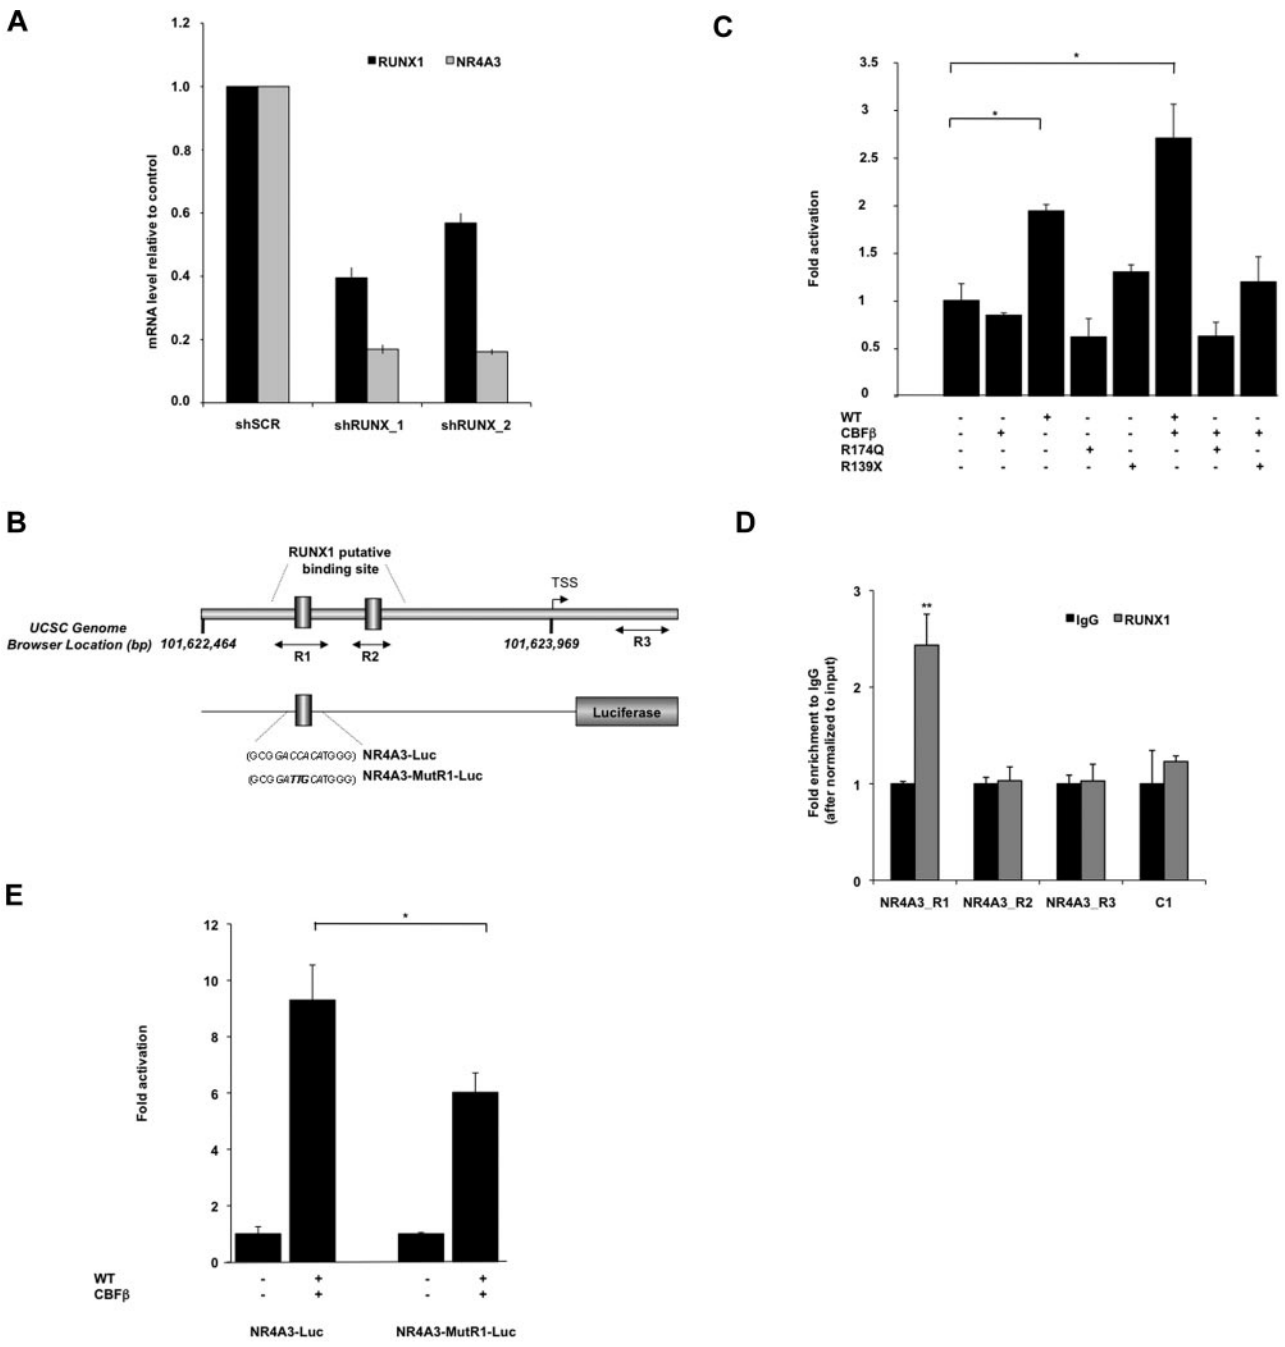 A
1.2
1.0
0.8
0.6
0.4
0.2
0.0
mRNA level relative to control
RUNX1 NR4A3
shSCR shRUNX_1 shRUNX_2
C
3.5
3
2.5
2
1.5
1
0.5
0
Fold activation
*
*
WT - - + - - + - -
CBFβ - + - - - + + +
R174Q - - - + - - + -
R139X - - - - + - - +
B
RUNX1 putative
binding site
TSS
UCSC Genome
Browser Location (bp) 101,622,464 101,623,969
R1 R2 R3
Luciferase
(GCGGACCACATGGG) NR4A3-Luc
(GCGGATTGCATGGG) NR4A3-MutR1-Luc
D
3
2
1
0
Fold enrichment to IgG
(after normalized to input)
**
IgG RUNX1
NR4A3_R1 NR4A3_R2 NR4A3_R3 C1
E
12
10
8
6
4
2
0
Fold activation
*
WT - + - +
CBFβ - + - +
NR4A3-Luc NR4A3-MutR1-Luc